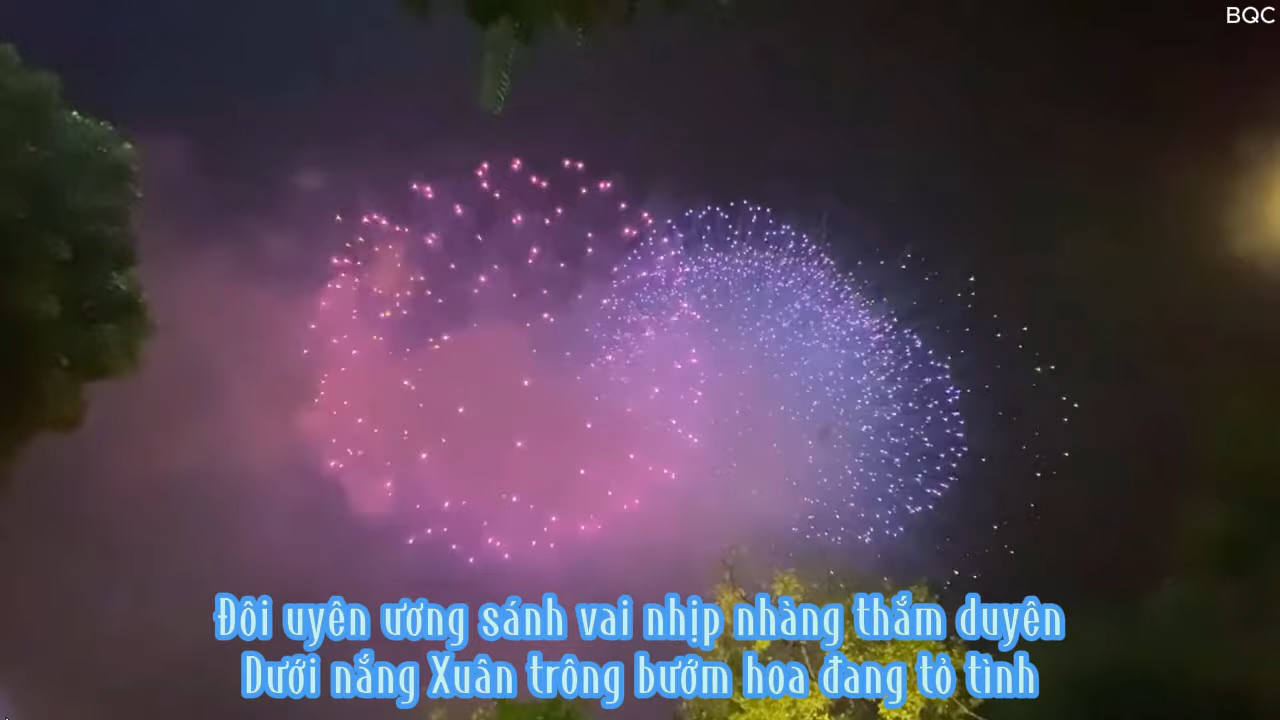 BQC
Đôi uyên ương sánh vai nhịp nhàng thắm duyên
Dưới nắng Xuân trông bướm hoa đang tỏ tình